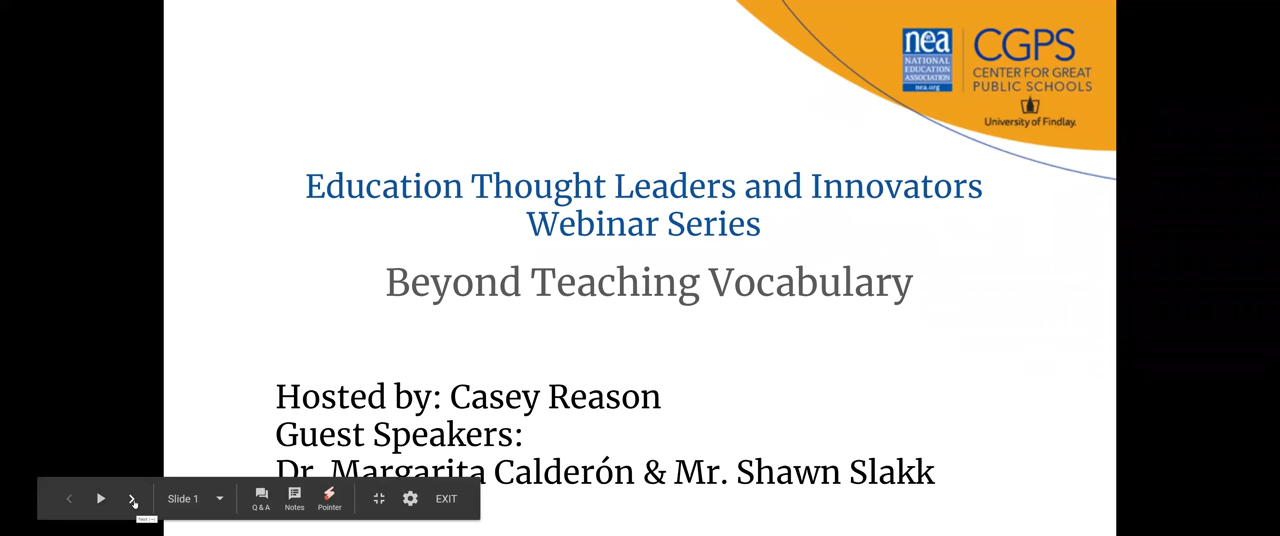 nea
NATIONAL
EDUCATION
ASSOCIATION
nea.org
CGPS
CENTER FOR GREAT
PUBLIC SCHOOLS
University of Findlay.
Education Thought Leaders and Innovators
Webinar Series
Beyond Teaching Vocabulary
Hosted by: Casey Reason
Guest Speakers:
Dr. Margarita Calderón & Mr. Shawn Slakk
Slide 1
Q & A
Notes
Pointer
EXIT